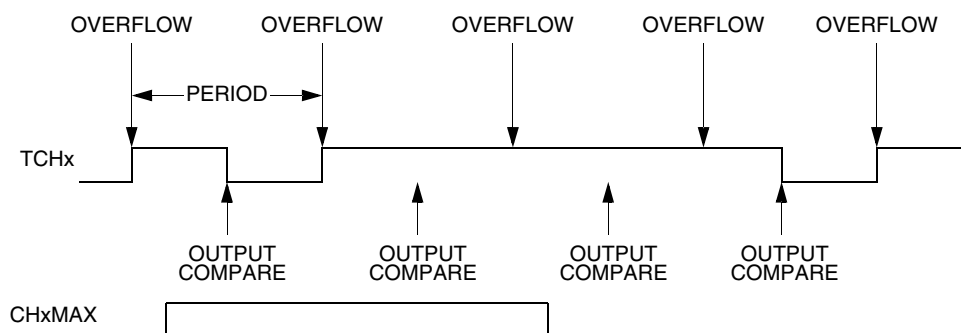 OVERFLOW OVERFLOW OVERFLOW OVERFLOW OVERFLOW
PERIOD
TCHx
OUTPUT COMPARE
OUTPUT COMPARE
OUTPUT COMPARE
OUTPUT COMPARE
CHxMAX